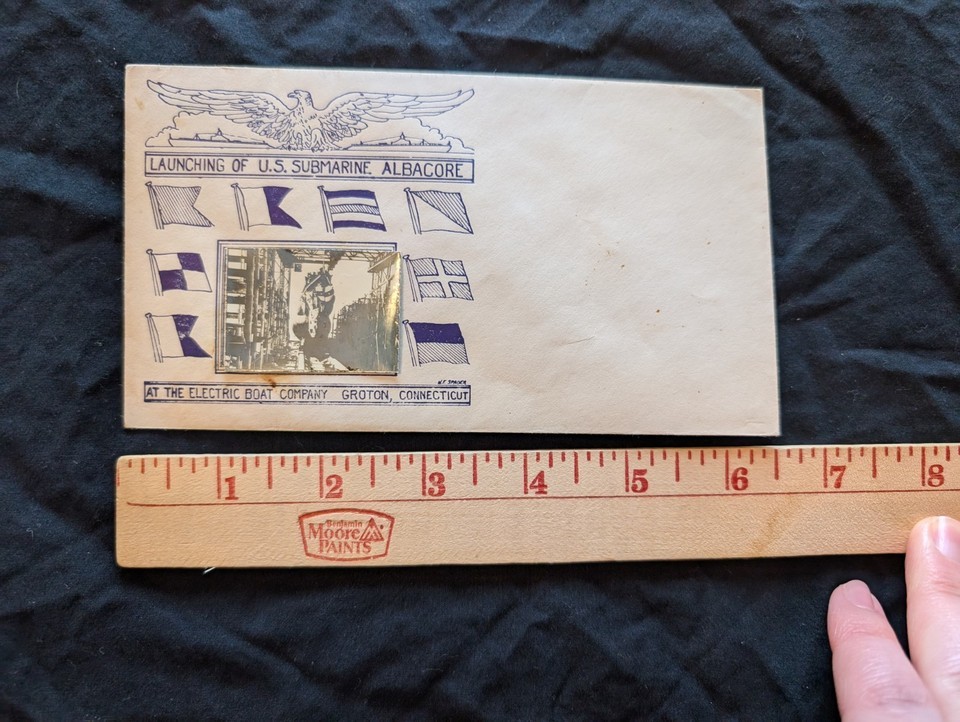 LAUNCHING OF U.S. SUBMARINE ALBACORE
AT THE ELECTRIC BOAT COMPANY GROTON, CONNECTICUT
1 2 3 4 5 6 7 8
Benjamin
Moore
PAINTS